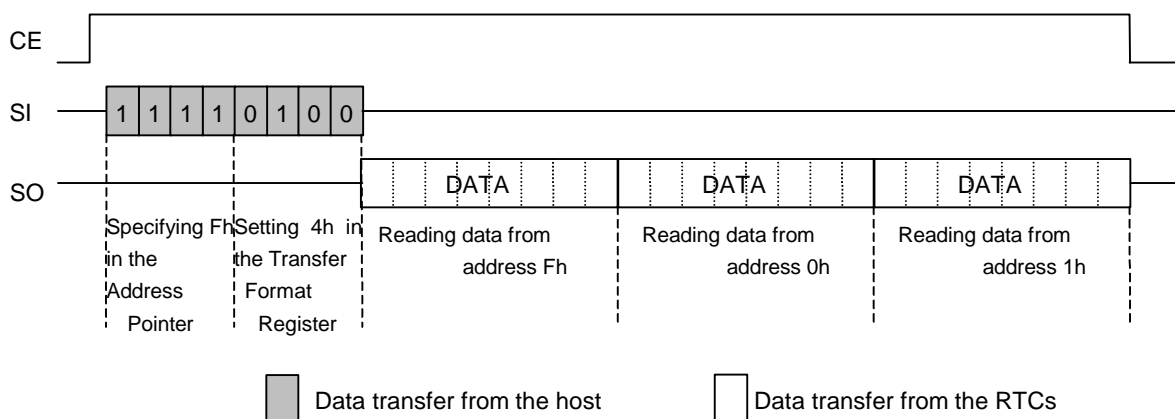 CE
SI
1 1 1 1 0 1 0 0
SO
DATA DATA DATA
Specifying Fh
in the
Address
Pointer
Setting 4h in
the Transfer
Format
Register
Reading data from
address Fh
Reading data from
address 0h
Reading data from
address 1h
Data transfer from the host
Data transfer from the RTCs